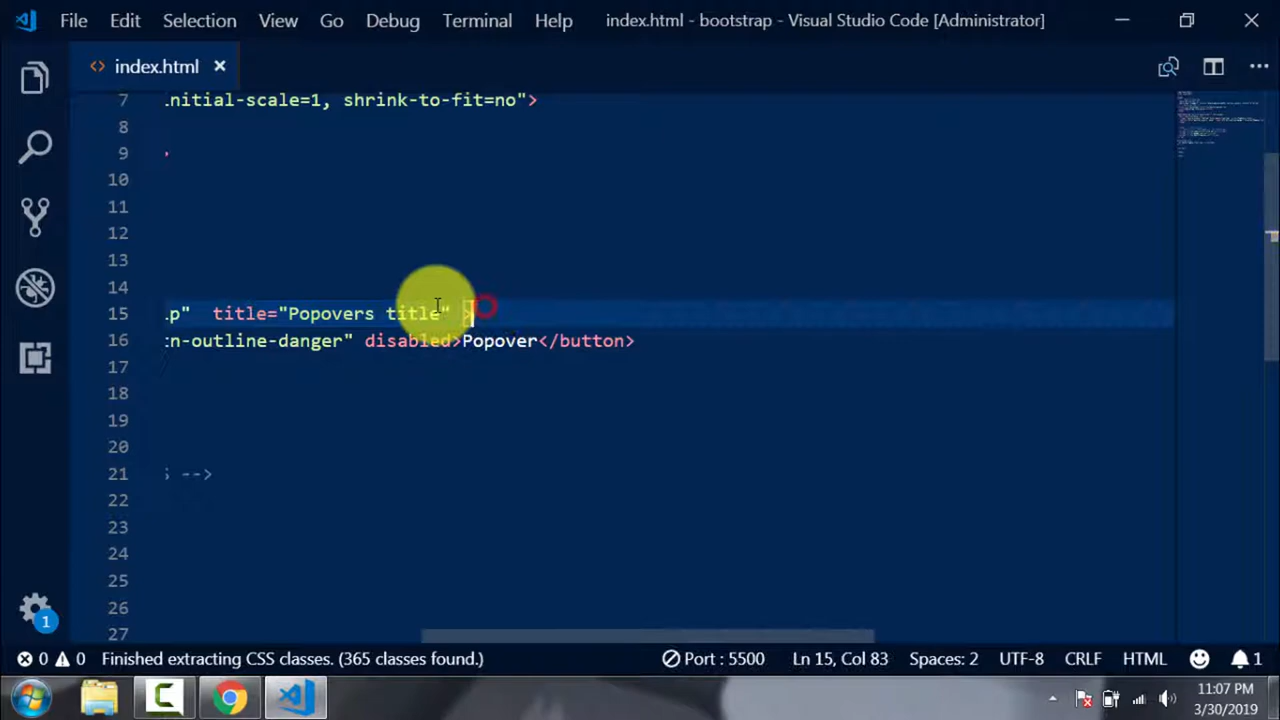 File Edit Selection View Go Debug Terminal Help index.html - bootstrap - Visual Studio Code [Administrator]
<> index.html ×
7 nitial-scale=1, shrink-to-fit=no">
8
9
10
11
12
13
14
15 .p" title="Popovers title" >
16 :n-outline-danger" disabled>Popover</button>
17
18
19
20
21 -->
22
23
24
25
26
27
1
0 0 Finished extracting CSS classes. (365 classes found.) Port : 5500 Ln 15, Col 83 Spaces: 2 UTF-8 CRLF HTML 1
11:07 PM
3/30/2019